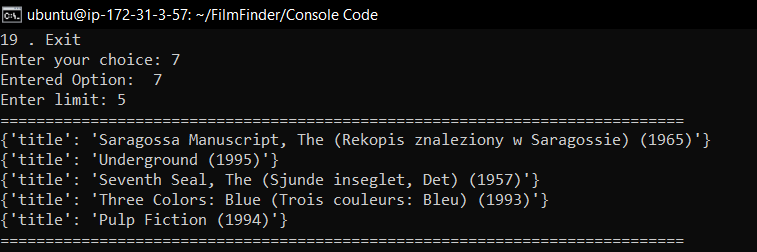 ubuntu@ip-172-31-3-57: ~/FilmFinder/Console Code
19 . Exit
Enter your choice: 7
Entered Option:  7
Enter limit: 5
============================================================================
{'title': 'Saragossa Manuscript, The (Rekopis znaleziony w Saragossie) (1965)'}
{'title': 'Underground (1995)'}
{'title': 'Seventh Seal, The (Sjunde inseglet, Det) (1957)'}
{'title': 'Three Colors: Blue (Trois couleurs: Bleu) (1993)'}
{'title': 'Pulp Fiction (1994)'}
============================================================================